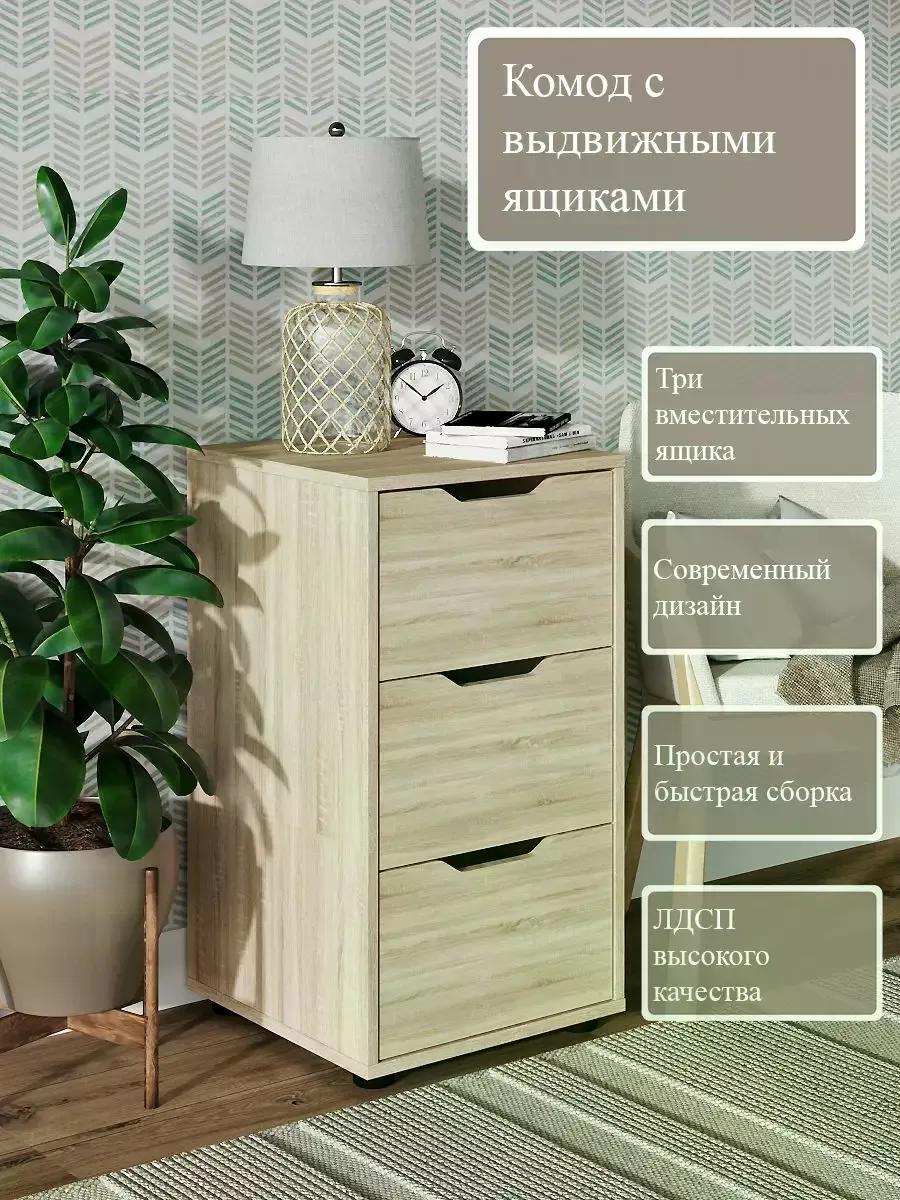 Комод с
выдвижными
ящиками
Три
вместительных
ящика
Современный
дизайн
Простая и
быстрая сборка
ЛДСП
высокого
качества